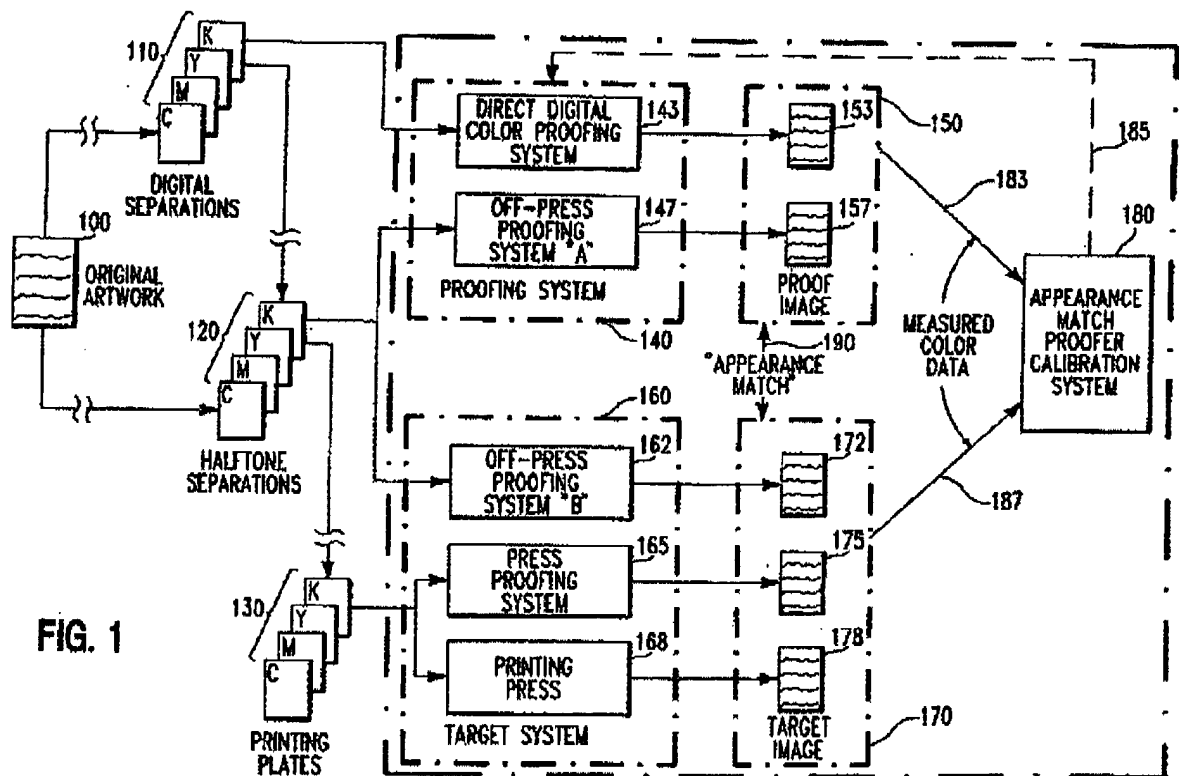 110
K
Y
M
C
DIGITAL
SEPARATIONS
100
ORIGINAL
ARTWORK
120
K
Y
M
C
HALFTONE
SEPARATIONS
130
K
Y
M
C
PRINTING
PLATES
FIG. 1
DIRECT DIGITAL
COLOR PROOFING
SYSTEM
143
OFF-PRESS
PROOFING
SYSTEM "A"
147
PROOFING SYSTEM
140
153
157
PROOF
IMAGE
150
190
"APPEARANCE
MATCH"
160
OFF-PRESS
PROOFING
SYSTEM "B"
162
PRESS
PROOFING
SYSTEM
165
PRINTING
PRESS
168
TARGET SYSTEM
172
175
178
TARGET
IMAGE
170
183
185
180
MEASURED
COLOR
DATA
187
APPEARANCE
MATCH
PROOFER
CALIBRATION
SYSTEM